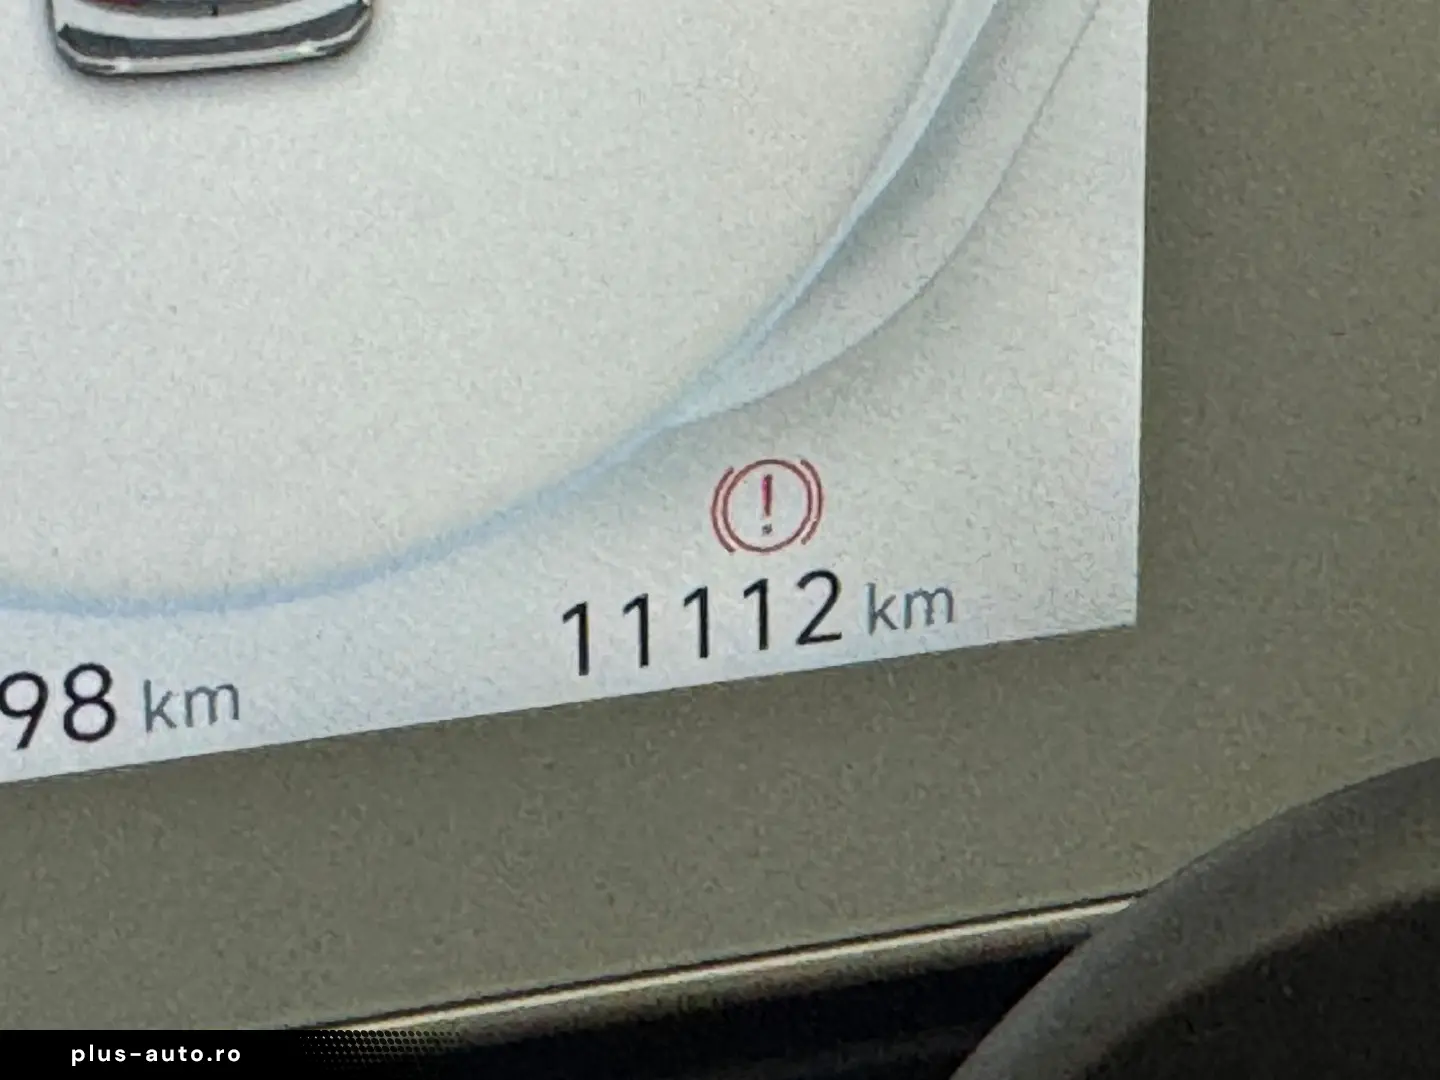 !
11112 km
98 km
plus-auto.ro